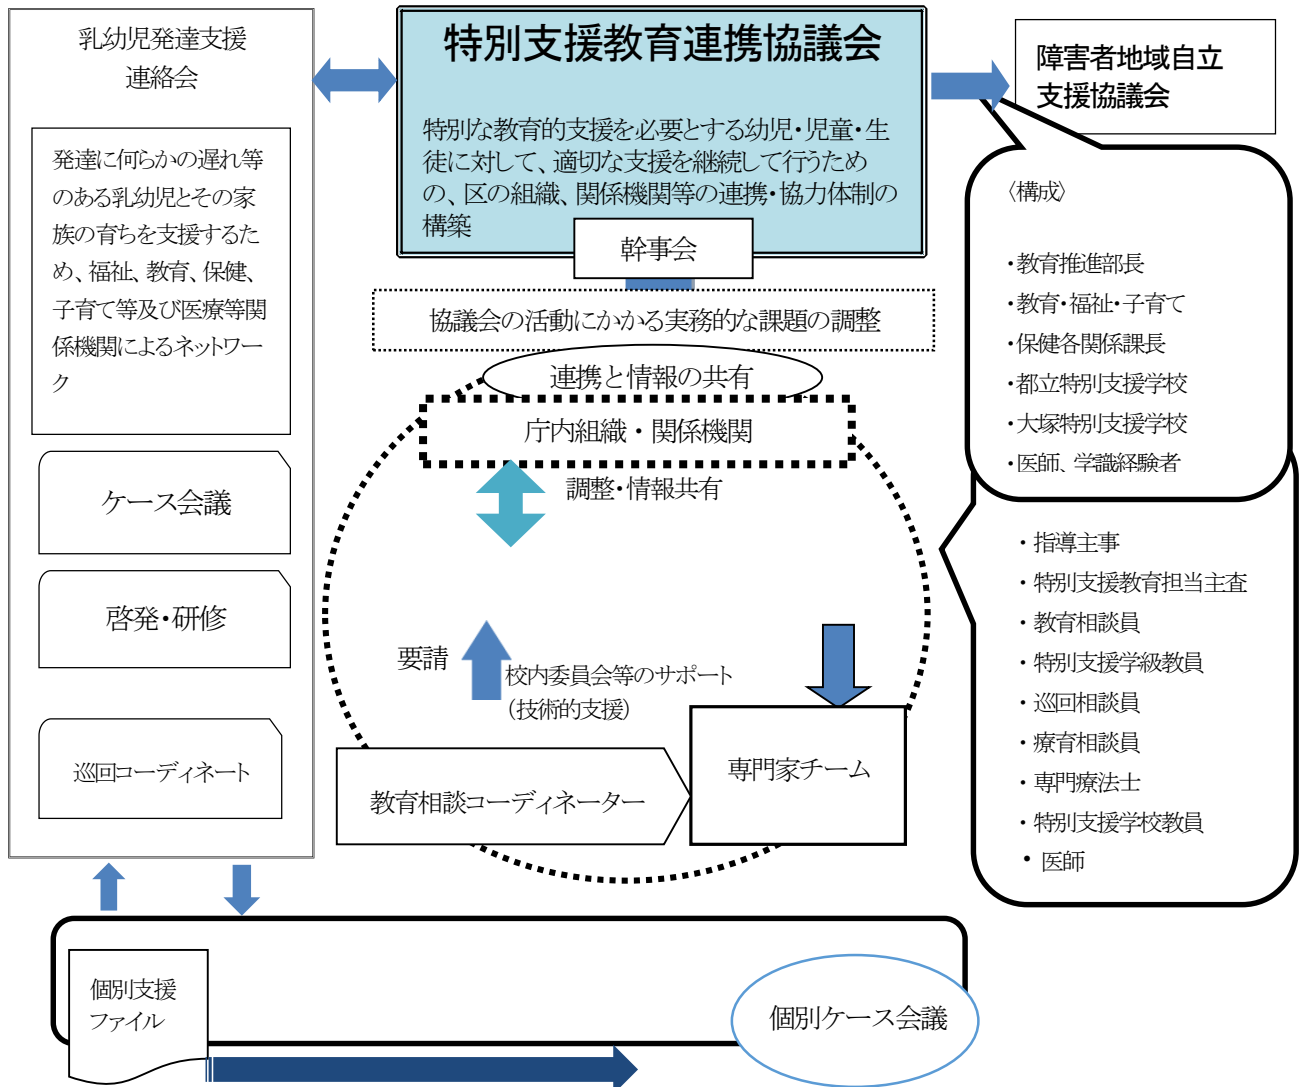 乳幼児発達支援
連絡会
発達に何らかの遅れ等
のある乳幼児とその家
族の育ちを支援するた
め、福祉、教育、保健、
子育て等及び医療等関
係機関によるネットワー
ク
ケース会議
啓発・研修
巡回コーディネート
特別支援教育連携協議会
特別な教育的支援を必要とする幼児・児童・生
徒に対して、適切な支援を継続して行うため
の、区の組織、関係機関等の連携・協力体制の
構築
幹事会
協議会の活動にかかる実務的な課題の調整
連携と情報の共有
庁内組織・関係機関
調整・情報共有
要請
校内委員会等のサポート
（技術的支援）
教育相談コーディネーター
専門家チーム
障害者地域自立
支援協議会
〈構成〉
・教育推進部長
・教育・福祉・子育て
・保健各関係課長
・都立特別支援学校
・大塚特別支援学校
・医師、学識経験者
・指導主事
・特別支援教育担当主査
・教育相談員
・特別支援学級教員
・巡回相談員
・療育相談員
・専門療法士
・特別支援学校教員
・医師
個別支援
ファイル
個別ケース会議